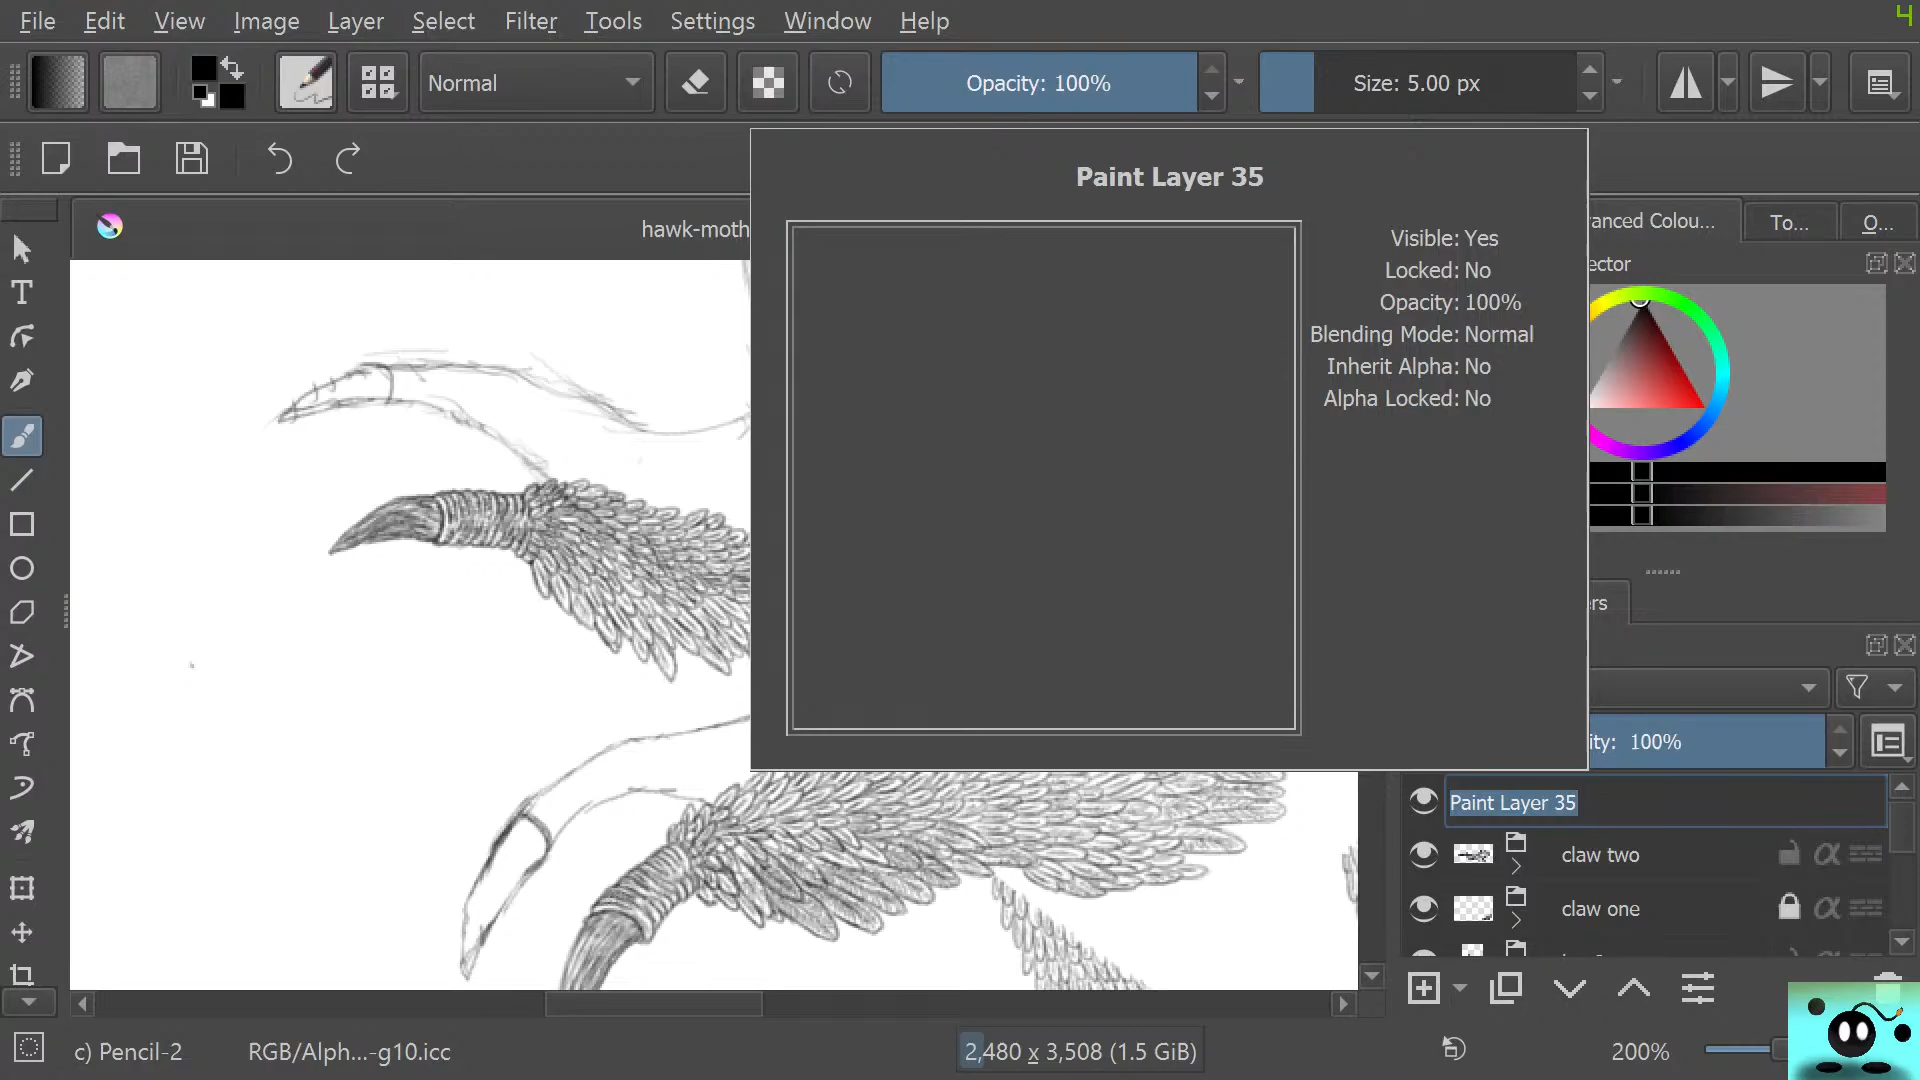 File Edit View Image Layer Select Filter Tools Settings Window Help
4
Normal
Opacity: 100%
Size: 5.00 px
Paint Layer 35
hawk-moth
Visible: Yes
Locked: No
Opacity: 100%
Blending Mode: Normal
Inherit Alpha: No
Alpha Locked: No
anced Colou...
To...
O...
ector
rs
ity: 100%
Paint Layer 35
claw two
claw one
c) Pencil-2
RGB/Alph...-g10.icc
2,480 x 3,508 (1.5 GiB)
200%